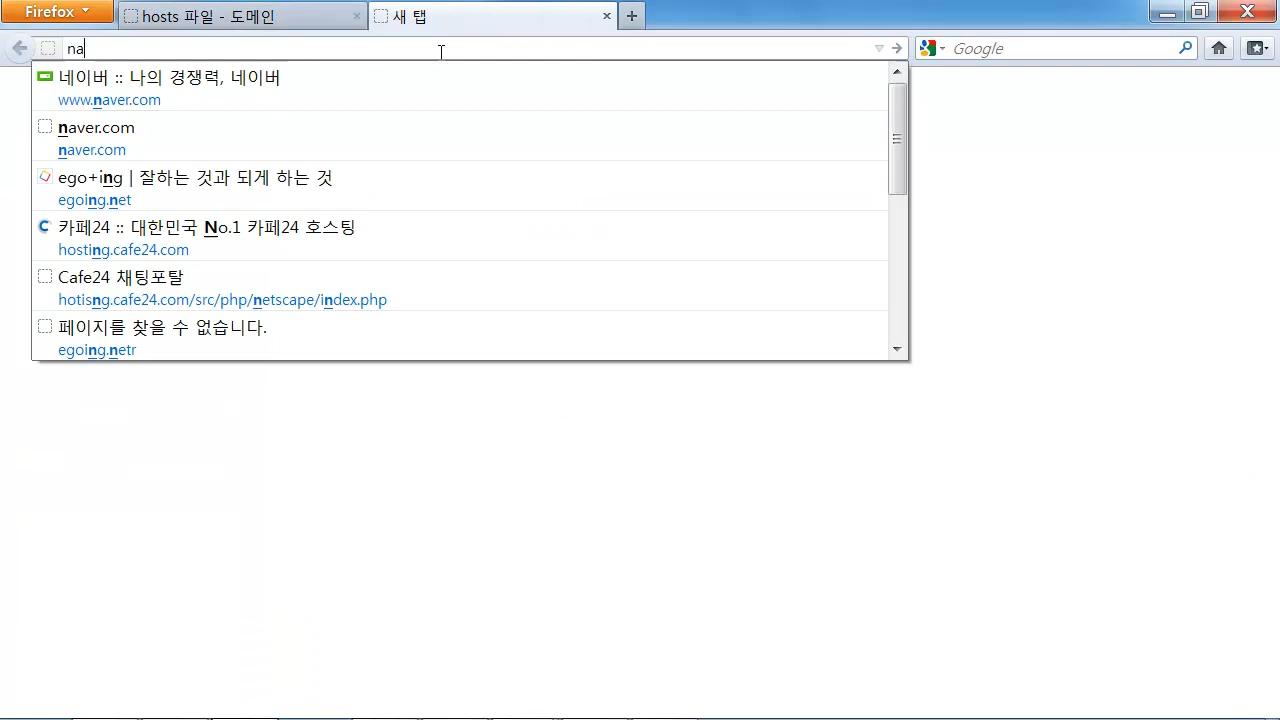 Firefox
hosts 파일 - 도메인
새 탭
na
Google
네이버 :: 나의 경쟁력, 네이버
www.naver.com
naver.com
naver.com
ego+ing | 잘하는 것과 되게 하는 것
egoing.net
카페24 :: 대한민국 No.1 카페24 호스팅
hosting.cafe24.com
Cafe24 채팅포탈
hotisng.cafe24.com/src/php/netscape/index.php
페이지를 찾을 수 없습니다.
egoing.netr